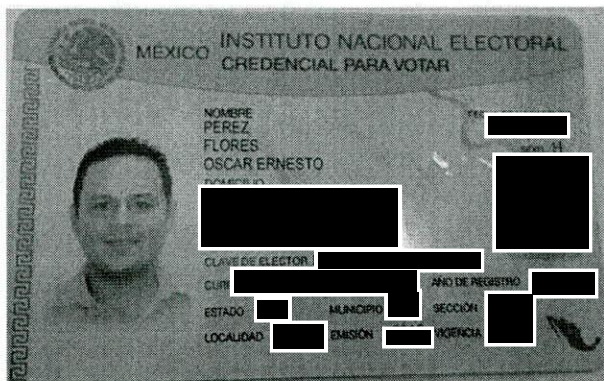 MÉXICO INSTITUTO NACIONAL ELECTORAL
CREDENCIAL PARA VOTAR
NOMBRE
PEREZ
FLORES
OSCAR ERNESTO
DOMICILIO
CLAVE DE ELECTOR
CURP
AÑO DE REGISTRO
ESTADO MUNICIPIO SECCIÓN
LOCALIDAD EMISIÓN VIGENCIA